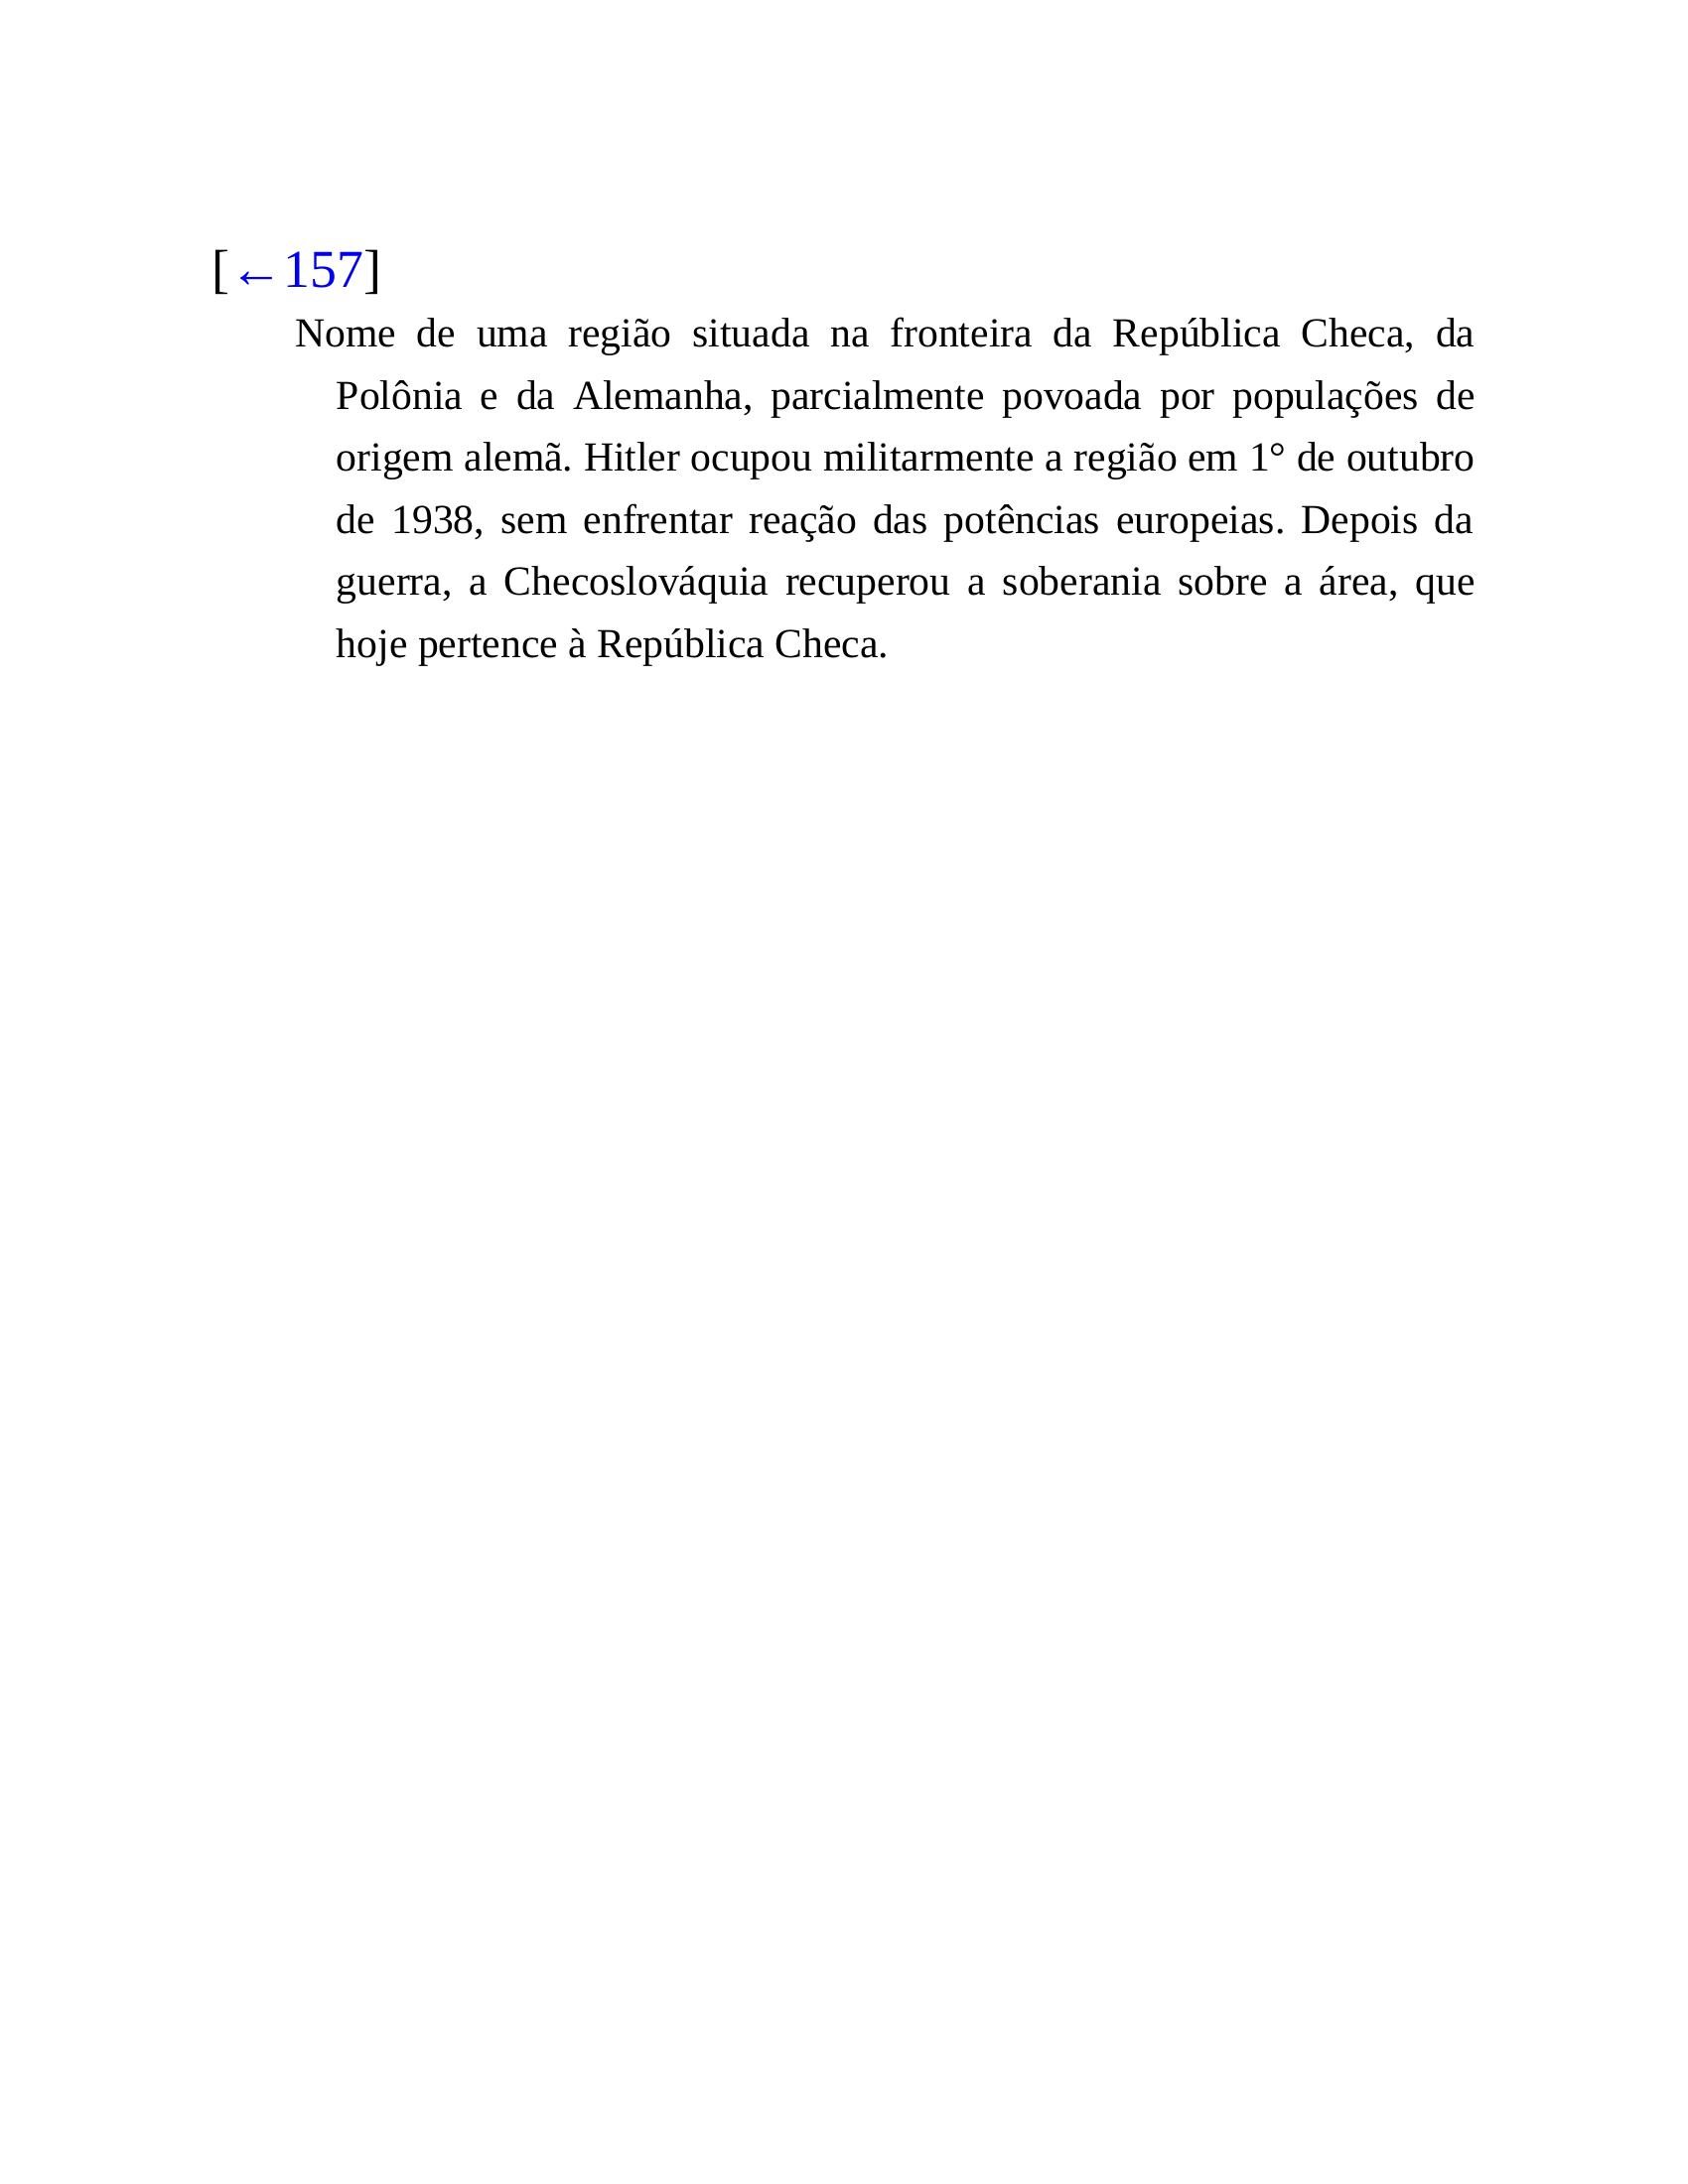 [←157]
Nome de uma região situada na fronteira da República Checa, da
Polônia e da Alemanha, parcialmente povoada por populações de
origem alemã. Hitler ocupou militarmente a região em 1° de outubro
de 1938, sem enfrentar reação das potências europeias. Depois da
guerra, a Checoslováquia recuperou a soberania sobre a área, que
hoje pertence à República Checa.